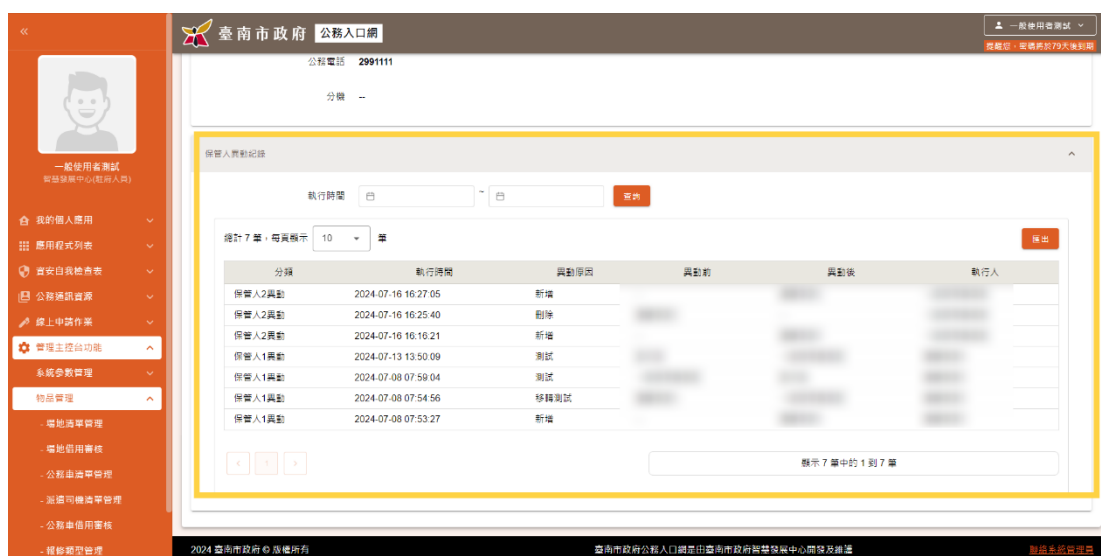 «
臺南市政府 公務入口網
一般使用者測試
提醒您，密碼將於79天後到期
公務電話 2991111
分機 --
一般使用者測試
智慧發展中心(駐府人員)
我的個人應用
應用程式列表
資安自我檢查表
公務通訊資源
線上申請作業
管理主控台功能
系統參數管理
物品管理
- 場地清單管理
- 場地借用審核
- 公務車清單管理
- 派遣司機清單管理
- 公務車借用審核
- 報修類型管理
保管人異動紀錄
執行時間 ~ 查詢
總計 7 筆，每頁顯示 10 筆 匯出
分類 執行時間 異動原因 異動前 異動後 執行人
保管人2異動 2024-07-16 16:27:05 新增
保管人2異動 2024-07-16 16:25:40 刪除
保管人2異動 2024-07-16 16:16:21 新增
保管人1異動 2024-07-13 13:50:09 測試
保管人1異動 2024-07-08 07:59:04 測試
保管人1異動 2024-07-08 07:54:56 移轉測試
保管人1異動 2024-07-08 07:53:27 新增
< 1 > 顯示 7 筆中的 1 到 7 筆
2024 臺南市政府 © 版權所有 臺南市政府公務入口網是由臺南市政府智慧發展中心開發及維護 聯絡系統管理員